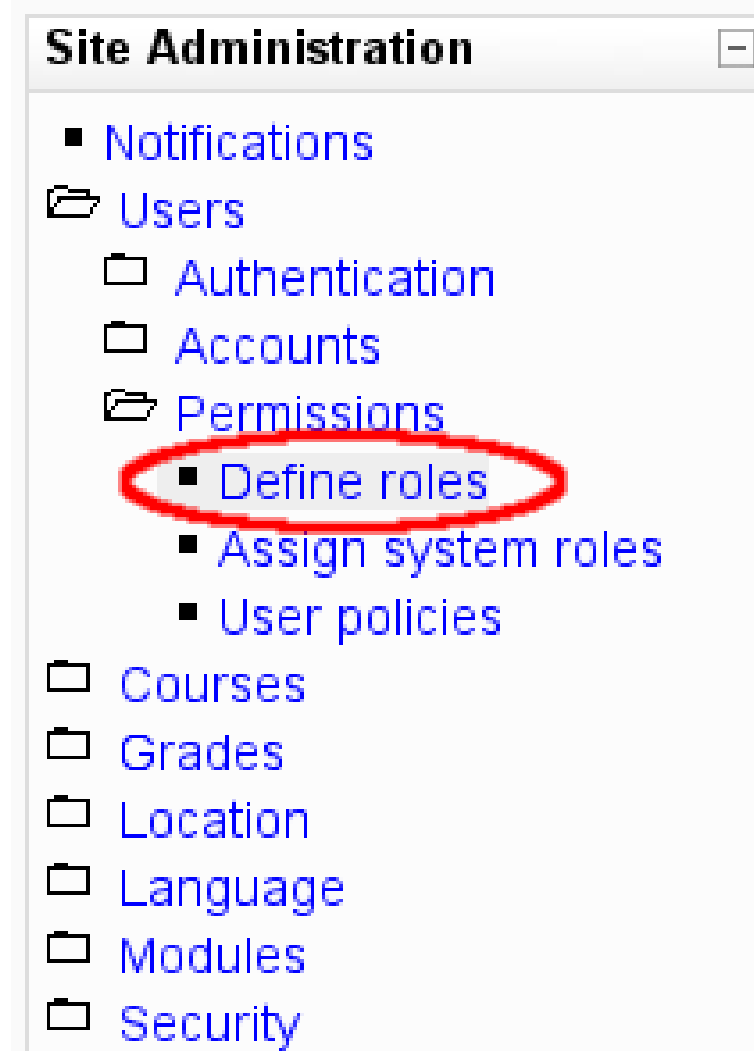 Site Administration
Notifications
Users
Authentication
Accounts
Permissions
Define roles
Assign system roles
User policies
Courses
Grades
Location
Language
Modules
Security